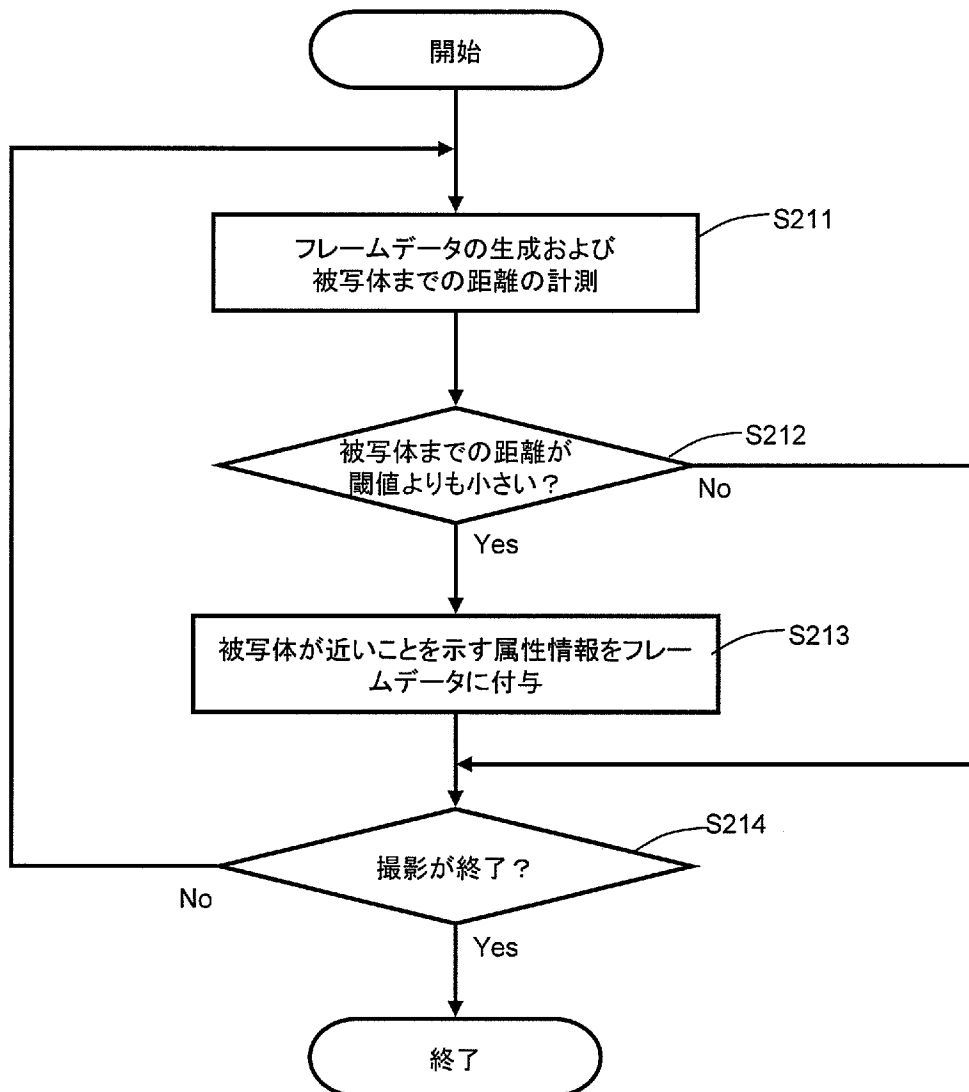 開始
S211
フレームデータの生成および
被写体までの距離の計測
S212
被写体までの距離が
閾値よりも小さい？
No
Yes
S213
被写体が近いことを示す属性情報をフレー
ムデータに付与
S214
撮影が終了？
No
Yes
終了